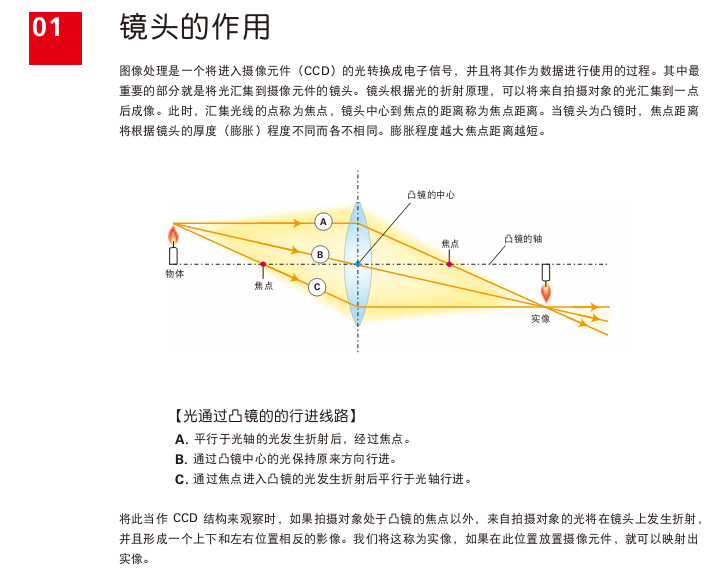 01
镜头的作用
图像处理是一个将进入摄像元件（CCD）的光转换成电子信号，并且将其作为数据进行使用的过程。其中最
重要的部分就是将光汇集到摄像元件的镜头。镜头根据光的折射原理，可以将来自拍摄对象的光汇集到一点
后成像。此时，汇集光线的点称为焦点，镜头中心到焦点的距离称为焦点距离。当镜头为凸镜时，焦点距离
将根据镜头的厚度（膨胀）程度不同而各不相同。膨胀程度越大焦点距离越短。
凸镜的中心
A
焦点
凸镜的轴
B
物体
焦点
C
实像
【光通过凸镜的的行进线路】
A. 平行于光轴的光发生折射后，经过焦点。
B. 通过凸镜中心的光保持原来方向行进。
C. 通过焦点进入凸镜的光发生折射后平行于光轴行进。
将此当作 CCD 结构来观察时，如果拍摄对象处于凸镜的焦点以外，来自拍摄对象的光将在镜头上发生折射，
并且形成一个上下和左右位置相反的影像。我们将这称为实像，如果在此位置放置摄像元件，就可以映射出
实像。